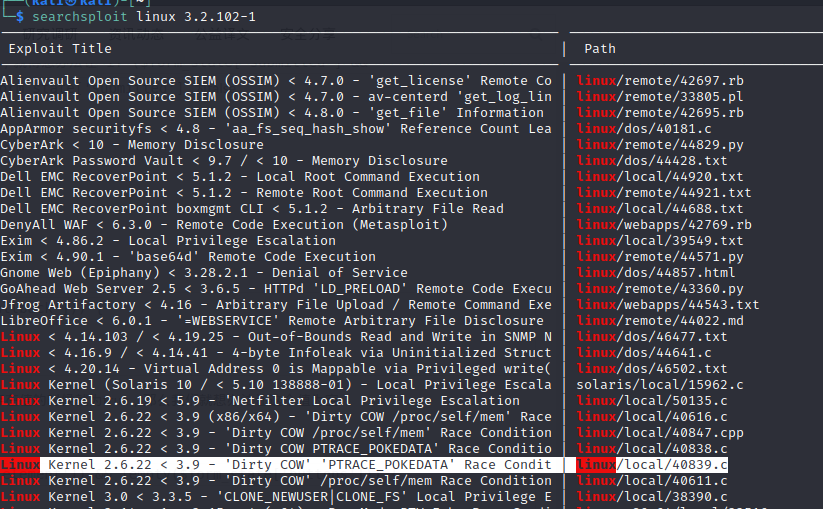 (kali㉿kali)-[~]
$ searchsploit linux 3.2.102-1
Exploit Title | Path
Alienvault Open Source SIEM (OSSIM) < 4.7.0 - 'get_license' Remote Co | linux/remote/42697.rb
Alienvault Open Source SIEM (OSSIM) < 4.7.0 - av-centerd 'get_log_lin | linux/remote/33805.pl
Alienvault Open Source SIEM (OSSIM) < 4.8.0 - 'get_file' Information | linux/remote/42695.rb
AppArmor securityfs < 4.8 - 'aa_fs_seq_hash_show' Reference Count Lea | linux/dos/40181.c
CyberArk < 10 - Memory Disclosure | linux/remote/44829.py
CyberArk Password Vault < 9.7 / < 10 - Memory Disclosure | linux/dos/44428.txt
Dell EMC RecoverPoint < 5.1.2 - Local Root Command Execution | linux/local/44920.txt
Dell EMC RecoverPoint < 5.1.2 - Remote Root Command Execution | linux/remote/44921.txt
Dell EMC RecoverPoint boxmgmt CLI < 5.1.2 - Arbitrary File Read | linux/local/44688.txt
DenyAll WAF < 6.3.0 - Remote Code Execution (Metasploit) | linux/webapps/42769.rb
Exim < 4.86.2 - Local Privilege Escalation | linux/local/39549.txt
Exim < 4.90.1 - 'base64d' Remote Code Execution | linux/remote/44571.py
Gnome Web (Epiphany) < 3.28.2.1 - Denial of Service | linux/dos/44857.html
GoAhead Web Server 2.5 < 3.6.5 - HTTPd 'LD_PRELOAD' Remote Code Execu | linux/remote/43360.py
Jfrog Artifactory < 4.16 - Arbitrary File Upload / Remote Command Exe | linux/webapps/44543.txt
LibreOffice < 6.0.1 - '=WEBSERVICE' Remote Arbitrary File Disclosure | linux/remote/44022.md
Linux < 4.14.103 / < 4.19.25 - Out-of-Bounds Read and Write in SNMP N | linux/dos/46477.txt
Linux < 4.16.9 / < 4.14.41 - 4-byte Infoleak via Uninitialized Struct | linux/dos/44641.c
Linux < 4.20.14 - Virtual Address 0 is Mappable via Privileged write( | linux/dos/46502.txt
Linux Kernel (Solaris 10 / < 5.10 138888-01) - Local Privilege Escala | solaris/local/15962.c
Linux Kernel 2.6.19 < 5.9 - 'Netfilter Local Privilege Escalation | linux/local/50135.c
Linux Kernel 2.6.22 < 3.9 (x86/x64) - 'Dirty COW /proc/self/mem' Race | linux/local/40616.c
Linux Kernel 2.6.22 < 3.9 - 'Dirty COW /proc/self/mem' Race Condition | linux/local/40847.cpp
Linux Kernel 2.6.22 < 3.9 - 'Dirty COW PTRACE_POKEDATA' Race Conditio | linux/local/40838.c
Linux Kernel 2.6.22 < 3.9 - 'Dirty COW' 'PTRACE_POKEDATA' Race Condit | linux/local/40839.c
Linux Kernel 2.6.22 < 3.9 - 'Dirty COW' /proc/self/mem Race Condition | linux/local/40611.c
Linux Kernel 3.0 < 3.3.5 - 'CLONE_NEWUSER|CLONE_FS' Local Privilege E | linux/local/38390.c